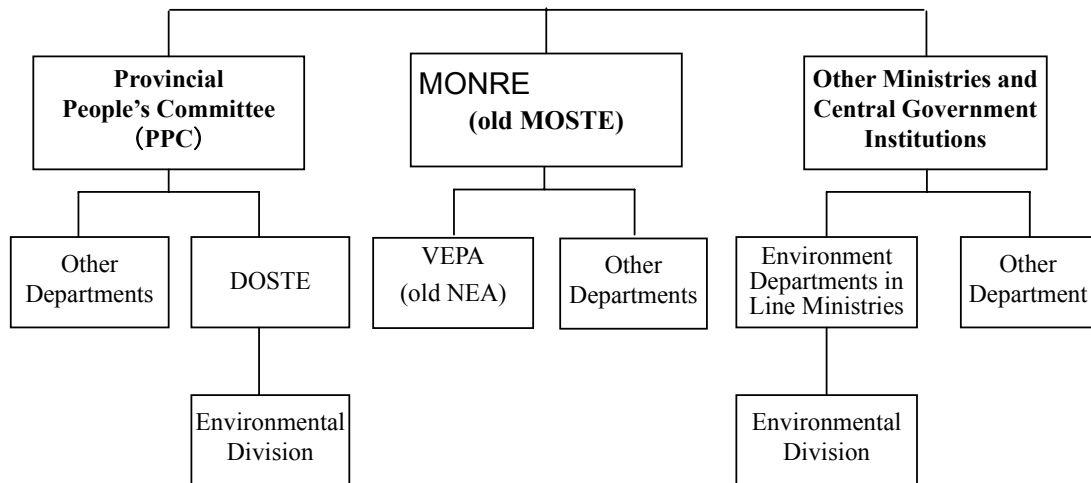 Provincial
People's Committee
（PPC）
MONRE
(old MOSTE)
Other Ministries and
Central Government
Institutions
Other
Departments
DOSTE
VEPA
(old NEA)
Other
Departments
Environment
Departments in
Line Ministries
Other
Department
Environmental
Division
Environmental
Division